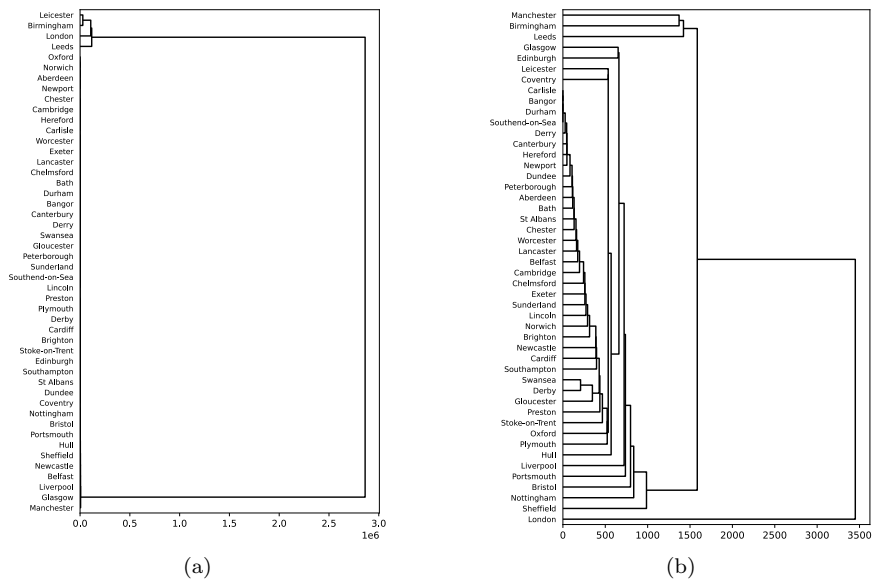 Leicester
Birmingham
London
Leeds
Oxford
Norwich
Aberdeen
Newport
Chester
Cambridge
Hereford
Carlisle
Worcester
Exeter
Lancaster
Chelmsford
Bath
Durham
Bangor
Canterbury
Derry
Swansea
Gloucester
Peterborough
Sunderland
Southend-on-Sea
Lincoln
Preston
Plymouth
Derby
Cardiff
Brighton
Stoke-on-Trent
Edinburgh
Southampton
St Albans
Dundee
Coventry
Nottingham
Bristol
Portsmouth
Hull
Sheffield
Newcastle
Belfast
Liverpool
Glasgow
Manchester
0.0 0.5 1.0 1.5 2.0 2.5 3.0
1e6
(a)
Manchester
Birmingham
Leeds
Glasgow
Edinburgh
Leicester
Coventry
Carlisle
Bangor
Durham
Southend-on-Sea
Derry
Canterbury
Hereford
Newport
Dundee
Peterborough
Aberdeen
Bath
St Albans
Chester
Worcester
Lancaster
Belfast
Cambridge
Chelmsford
Exeter
Sunderland
Lincoln
Norwich
Brighton
Newcastle
Cardiff
Southampton
Swansea
Derby
Gloucester
Preston
Stoke-on-Trent
Oxford
Plymouth
Hull
Liverpool
Portsmouth
Bristol
Nottingham
Sheffield
London
0 500 1000 1500 2000 2500 3000 3500
(b)